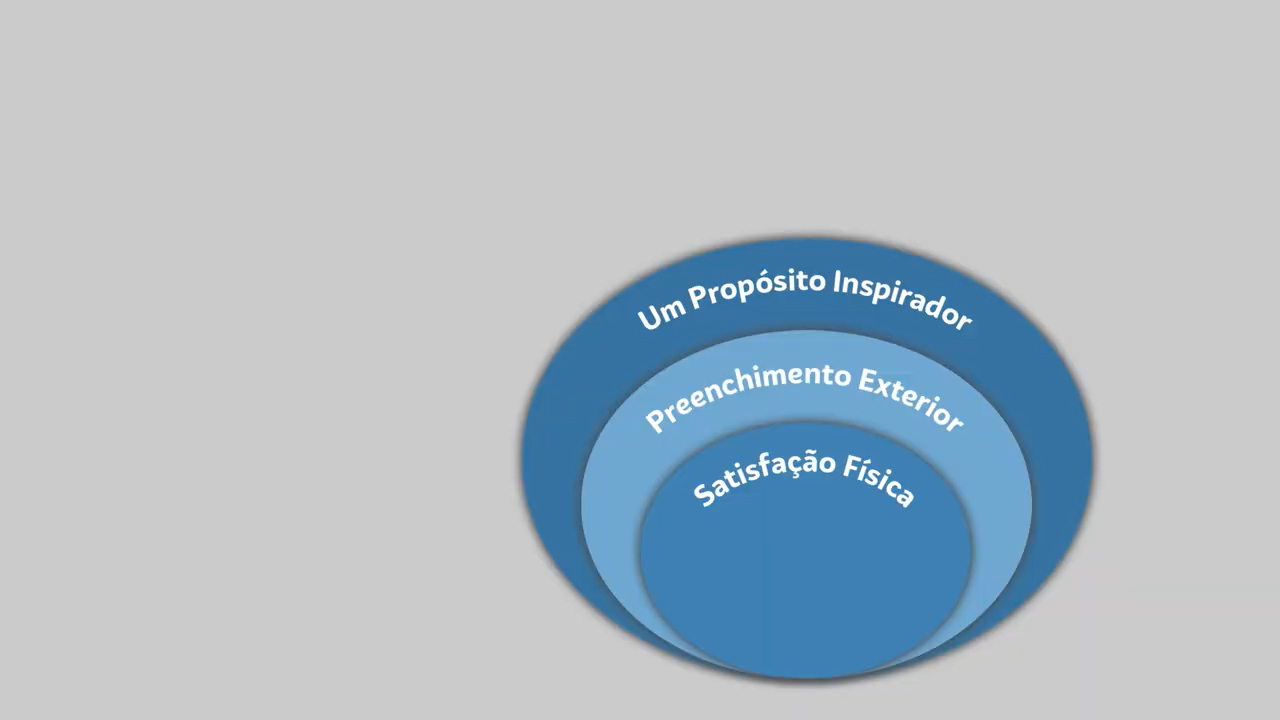 Um Propósito Inspirador
Preenchimento Exterior
Satisfação Física